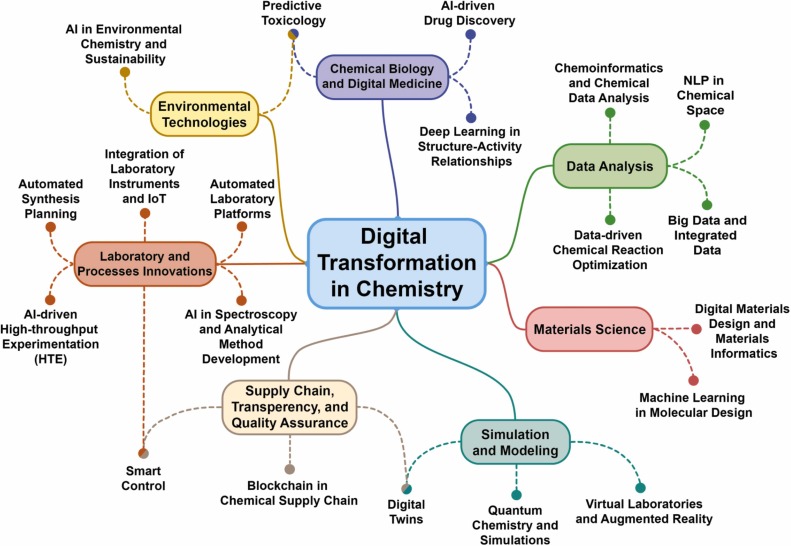 Predictive
Toxicology
AI-driven
Drug Discovery
AI in Environmental
Chemistry and
Sustainability
Chemical Biology
and Digital Medicine
Chemoinformatics
and Chemical
Data Analysis
NLP in
Chemical
Space
Environmental
Technologies
Deep Learning in
Structure-Activity
Relationships
Data Analysis
Integration of
Laboratory
Instruments
and IoT
Automated
Synthesis
Planning
Automated
Laboratory
Platforms
Data-driven
Chemical Reaction
Optimization
Big Data and
Integrated
Data
Laboratory and
Processes Innovations
Digital
Transformation
in Chemistry
AI-driven
High-throughput
Experimentation
(HTE)
AI in Spectroscopy
and Analytical
Method
Development
Materials Science
Digital Materials
Design and
Materials
Informatics
Machine Learning
in Molecular Design
Supply Chain,
Transperency, and
Quality Assurance
Simulation
and Modeling
Smart
Control
Blockchain in
Chemical Supply Chain
Digital
Twins
Quantum
Chemistry and
Simulations
Virtual Laboratories
and Augmented Reality